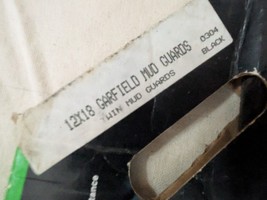 12X18 GARFIELD MUD GUARDS 0304
TWIN MUD GUARDS BLACK